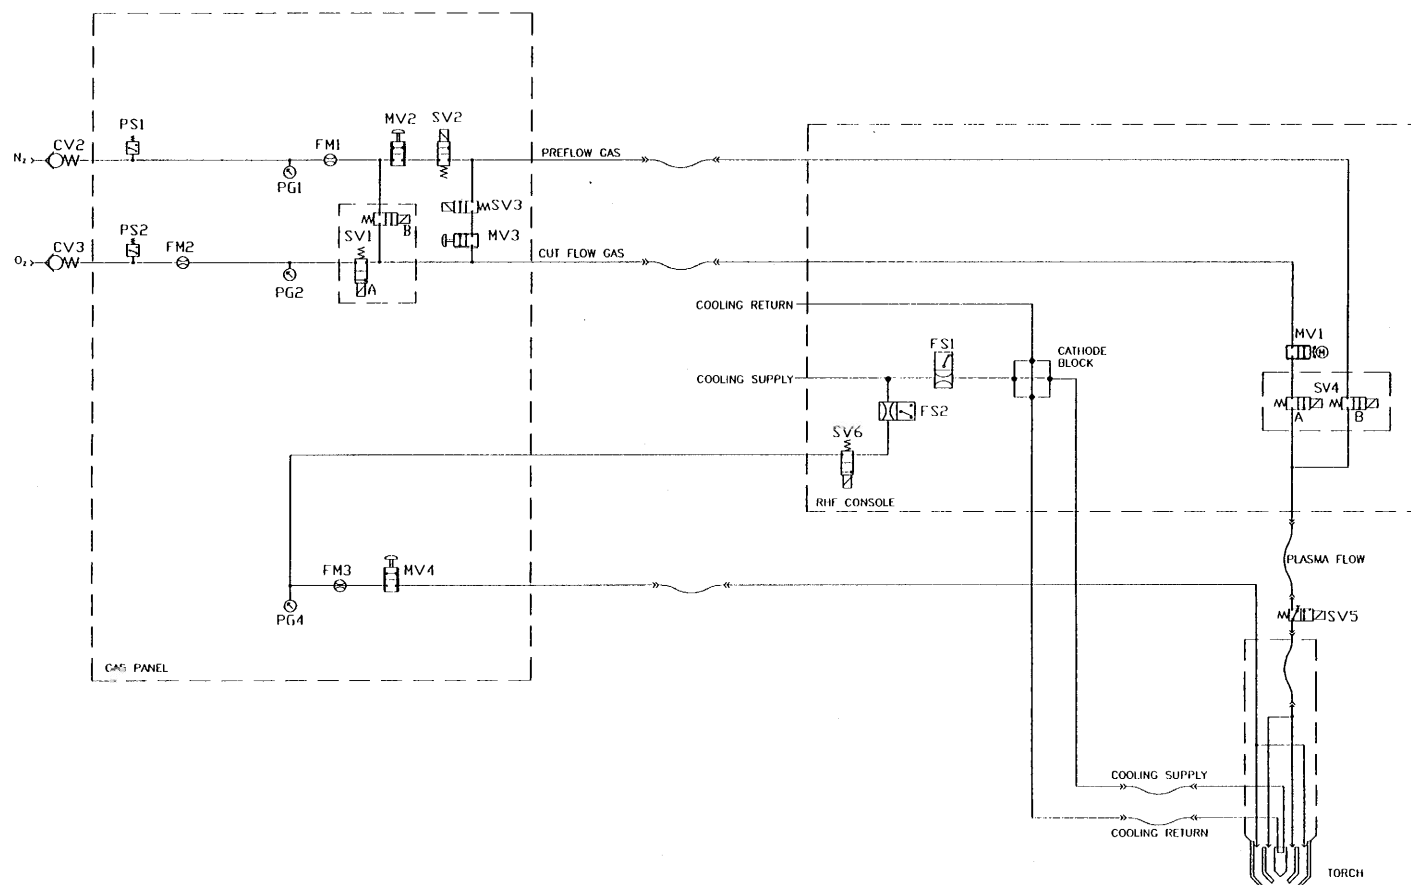 MV2
SV2
PS1
CV2
FM1
N₂
PREFLOW GAS
PG1
SV3
PS2
SV1
B
MV3
CV3
FM2
CUT FLOW GAS
O₂
PG2
A
COOLING RETURN
MV1
M
FS1
CATHODE
BLOCK
COOLING SUPPLY
SV4
FS2
A
B
SV6
RHF CONSOLE
PLASMA FLOW
FM3
MV4
PG4
SV5
GAS PANEL
COOLING SUPPLY
COOLING RETURN
TORCH